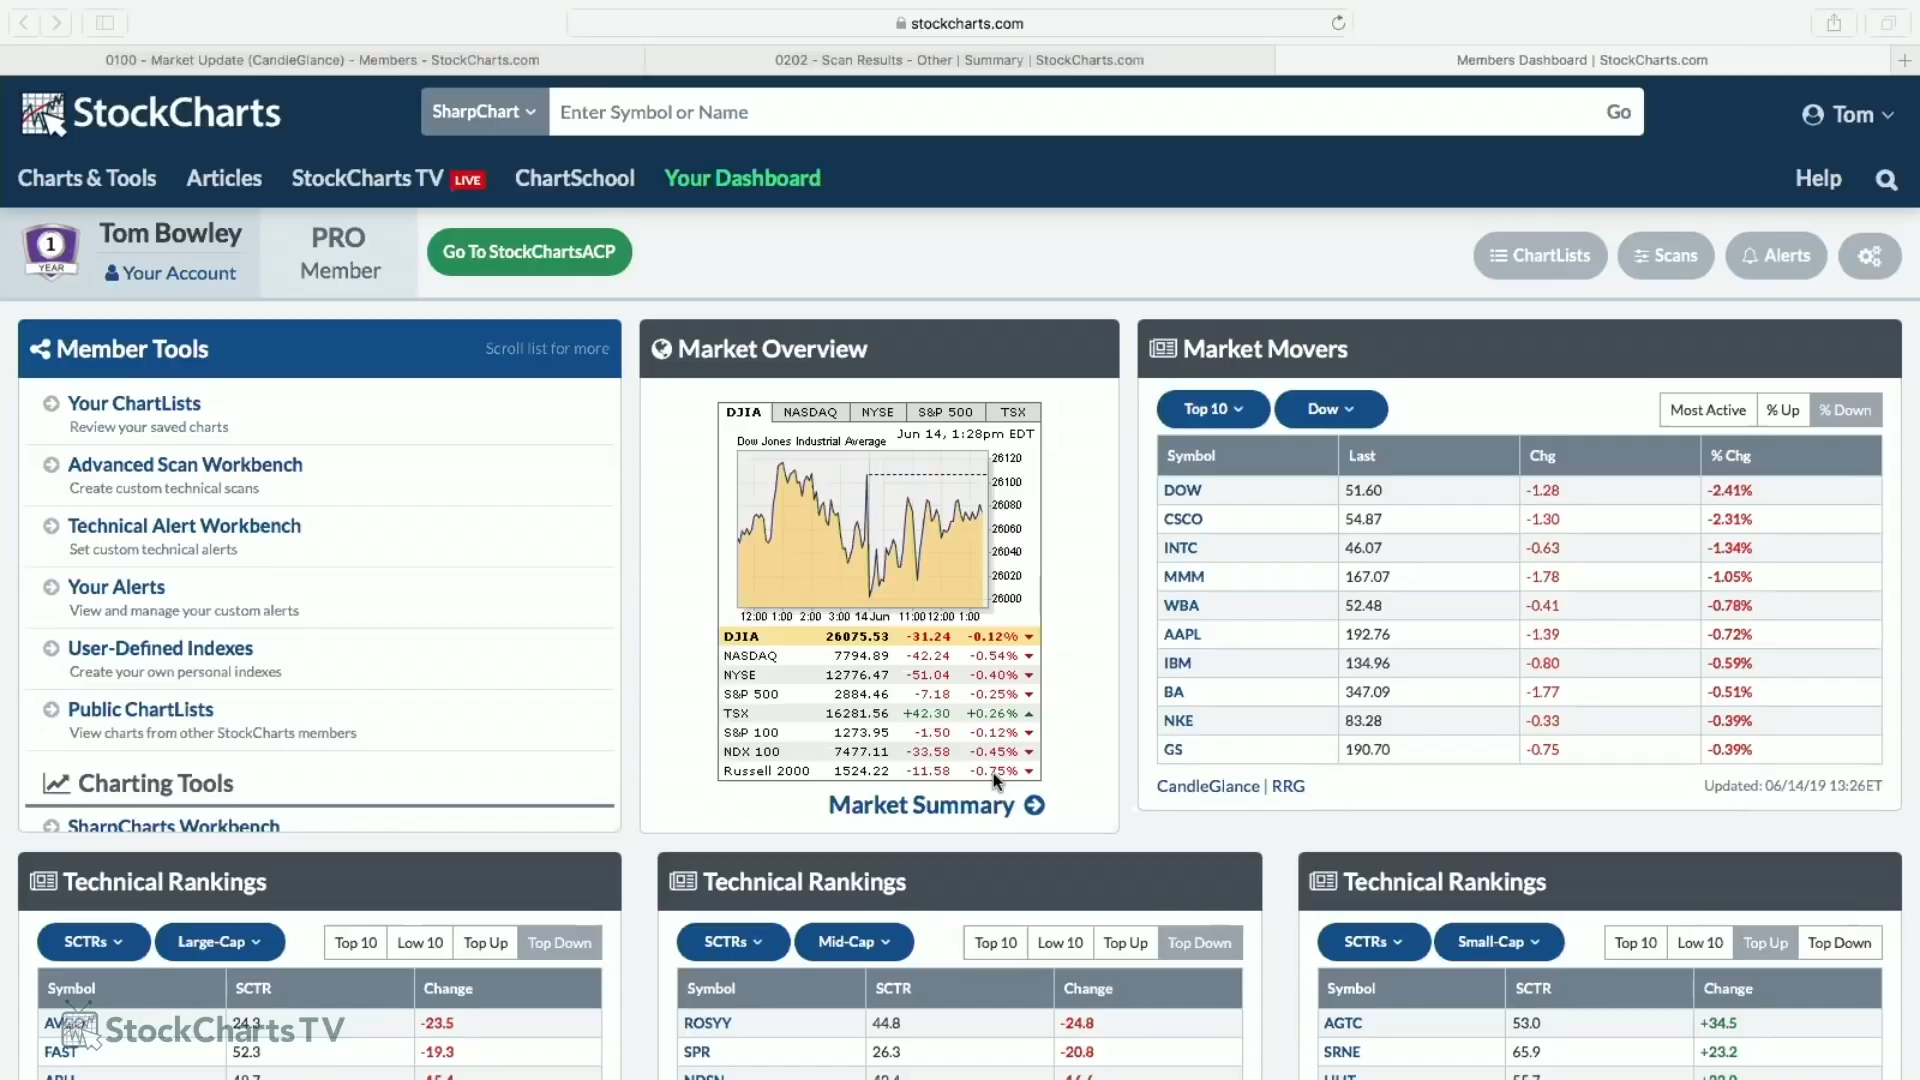 stockcharts.com
0100 - Market Update (CandleGlance) - Members - StockCharts.com
0202 - Scan Results - Other | Summary | StockCharts.com
Members Dashboard | StockCharts.com
StockCharts
SharpChart
Enter Symbol or Name
Go
Tom
Charts & Tools
Articles
StockCharts TV LIVE
ChartSchool
Your Dashboard
Help
1 YEAR
Tom Bowley
Your Account
PRO
Member
Go To StockChartsACP
ChartLists
Scans
Alerts
Member Tools
Scroll list for more
Your ChartLists
Review your saved charts
Advanced Scan Workbench
Create custom technical scans
Technical Alert Workbench
Set custom technical alerts
Your Alerts
View and manage your custom alerts
User-Defined Indexes
Create your own personal indexes
Public ChartLists
View charts from other StockCharts members
Charting Tools
SharpCharts Workbench
Market Overview
DJIA NASDAQ NYSE S&P 500 TSX
Dow Jones Industrial Average Jun 14, 1:28pm EDT
26120
26100
26080
26060
26040
26020
26000
12:00 1:00 2:00 3:00 14Jun 11:00 12:00 1:00
DJIA 26075.53 -31.24 -0.12%
NASDAQ 7794.89 -42.24 -0.54%
NYSE 12776.47 -51.04 -0.40%
S&P 500 2884.46 -7.18 -0.25%
TSX 16281.56 +42.30 +0.26%
S&P 100 1273.95 -1.50 -0.12%
NDX 100 7477.11 -33.58 -0.45%
Russell 2000 1524.22 -11.58 -0.75%
Market Summary
Market Movers
Top 10 Dow Most Active % Up % Down
Symbol Last Chg % Chg
DOW 51.60 -1.28 -2.41%
CSCO 54.87 -1.30 -2.31%
INTC 46.07 -0.63 -1.34%
MMM 167.07 -1.78 -1.05%
WBA 52.48 -0.41 -0.78%
AAPL 192.76 -1.39 -0.72%
IBM 134.96 -0.80 -0.59%
BA 347.09 -1.77 -0.51%
NKE 83.28 -0.33 -0.39%
GS 190.70 -0.75 -0.39%
CandleGlance | RRG
Updated: 06/14/19 13:26ET
Technical Rankings
SCTRs Large-Cap Top 10 Low 10 Top Up Top Down
Symbol SCTR Change
24.3 -23.5
FAST 52.3 -19.3
StockCharts TV
Technical Rankings
SCTRs Mid-Cap Top 10 Low 10 Top Up Top Down
Symbol SCTR Change
ROSYY 44.8 -24.8
SPR 26.3 -20.8
Technical Rankings
SCTRs Small-Cap Top 10 Low 10 Top Up Top Down
Symbol SCTR Change
AGTC 53.0 +34.5
SRNE 65.9 +23.2